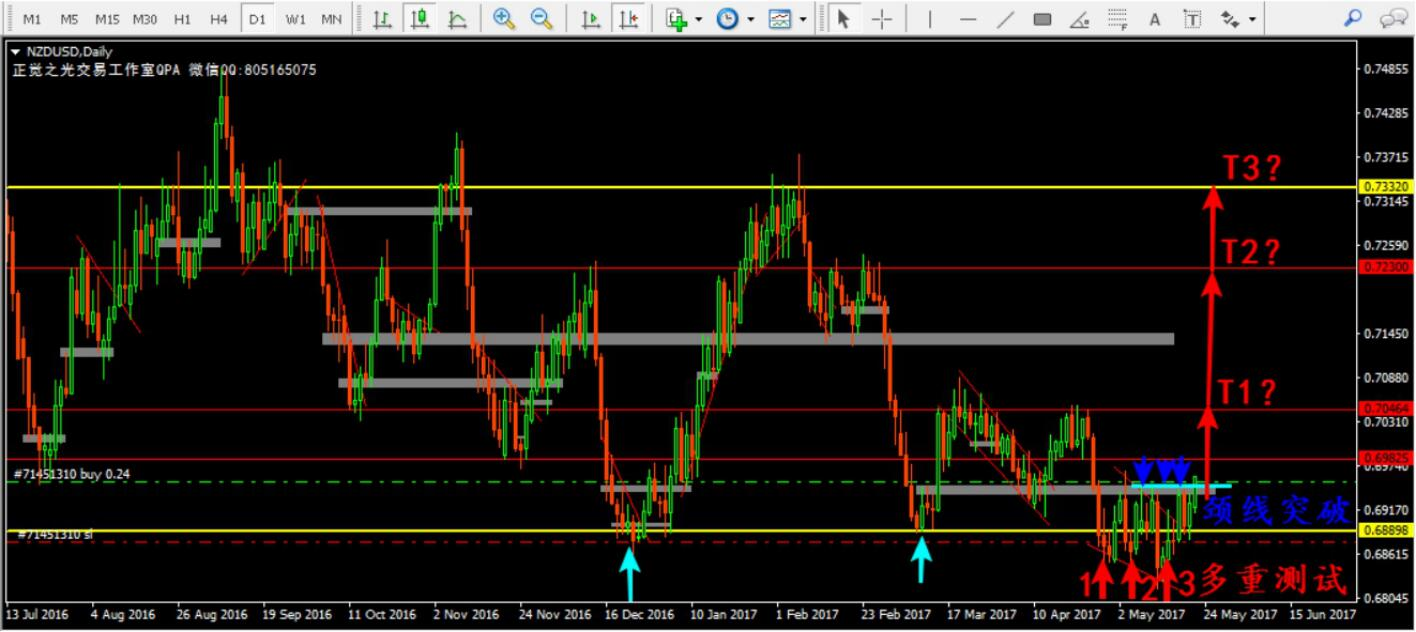 M1 M5 M15 M30 H1 H4 D1 W1 MN
F A T
NZDUSD,Daily
正觉之光交易工作室QPA 微信QQ:805165075
0.74855
0.74285
0.73715
T3?
0.73320
0.73145
0.72590
T2?
0.72300
0.71450
0.70880
T1?
0.70464
0.70310
0.69825
0.69740
#71451310 buy 0.24
0.69170
颈线突破
0.68898
#71451310 sl
0.68615
1 2 3多重测试
0.68045
13 Jul 2016 4 Aug 2016 26 Aug 2016 19 Sep 2016 11 Oct 2016 2 Nov 2016 24 Nov 2016 16 Dec 2016 10 Jan 2017 1 Feb 2017 23 Feb 2017 17 Mar 2017 10 Apr 2017 2 May 2017 24 May 2017 15 Jun 2017